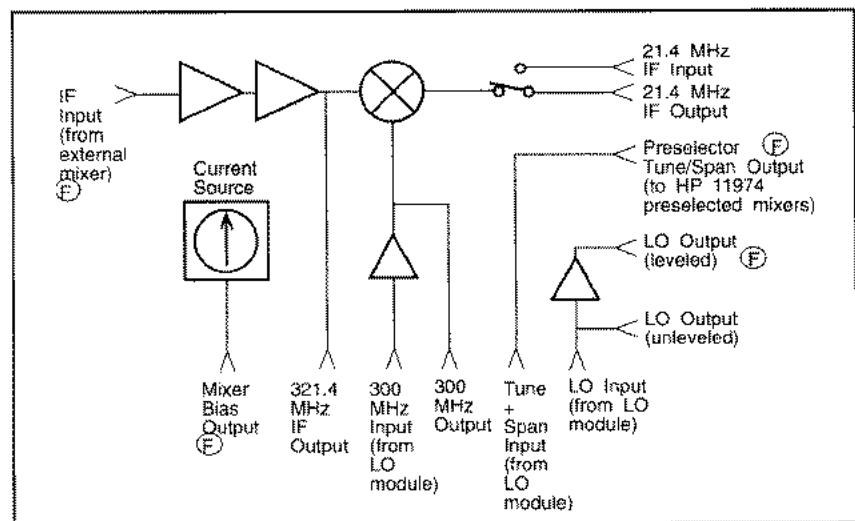 21.4 MHz
IF Input
21.4 MHz
IF Output
IF
Input
(from
external
mixer)
F
Current
Source
Preselector F
Tune/Span Output
(to HP 11974
preselected mixers)
LO Output
(leveled) F
LO Output
(unleveled)
Mixer
Bias
Output
F
321.4
MHz
IF
Output
300
MHz
Input
(from
LO
module)
300
MHz
Output
Tune
+
Span
Input
(from
LO
module)
LO Input
(from LO
module)